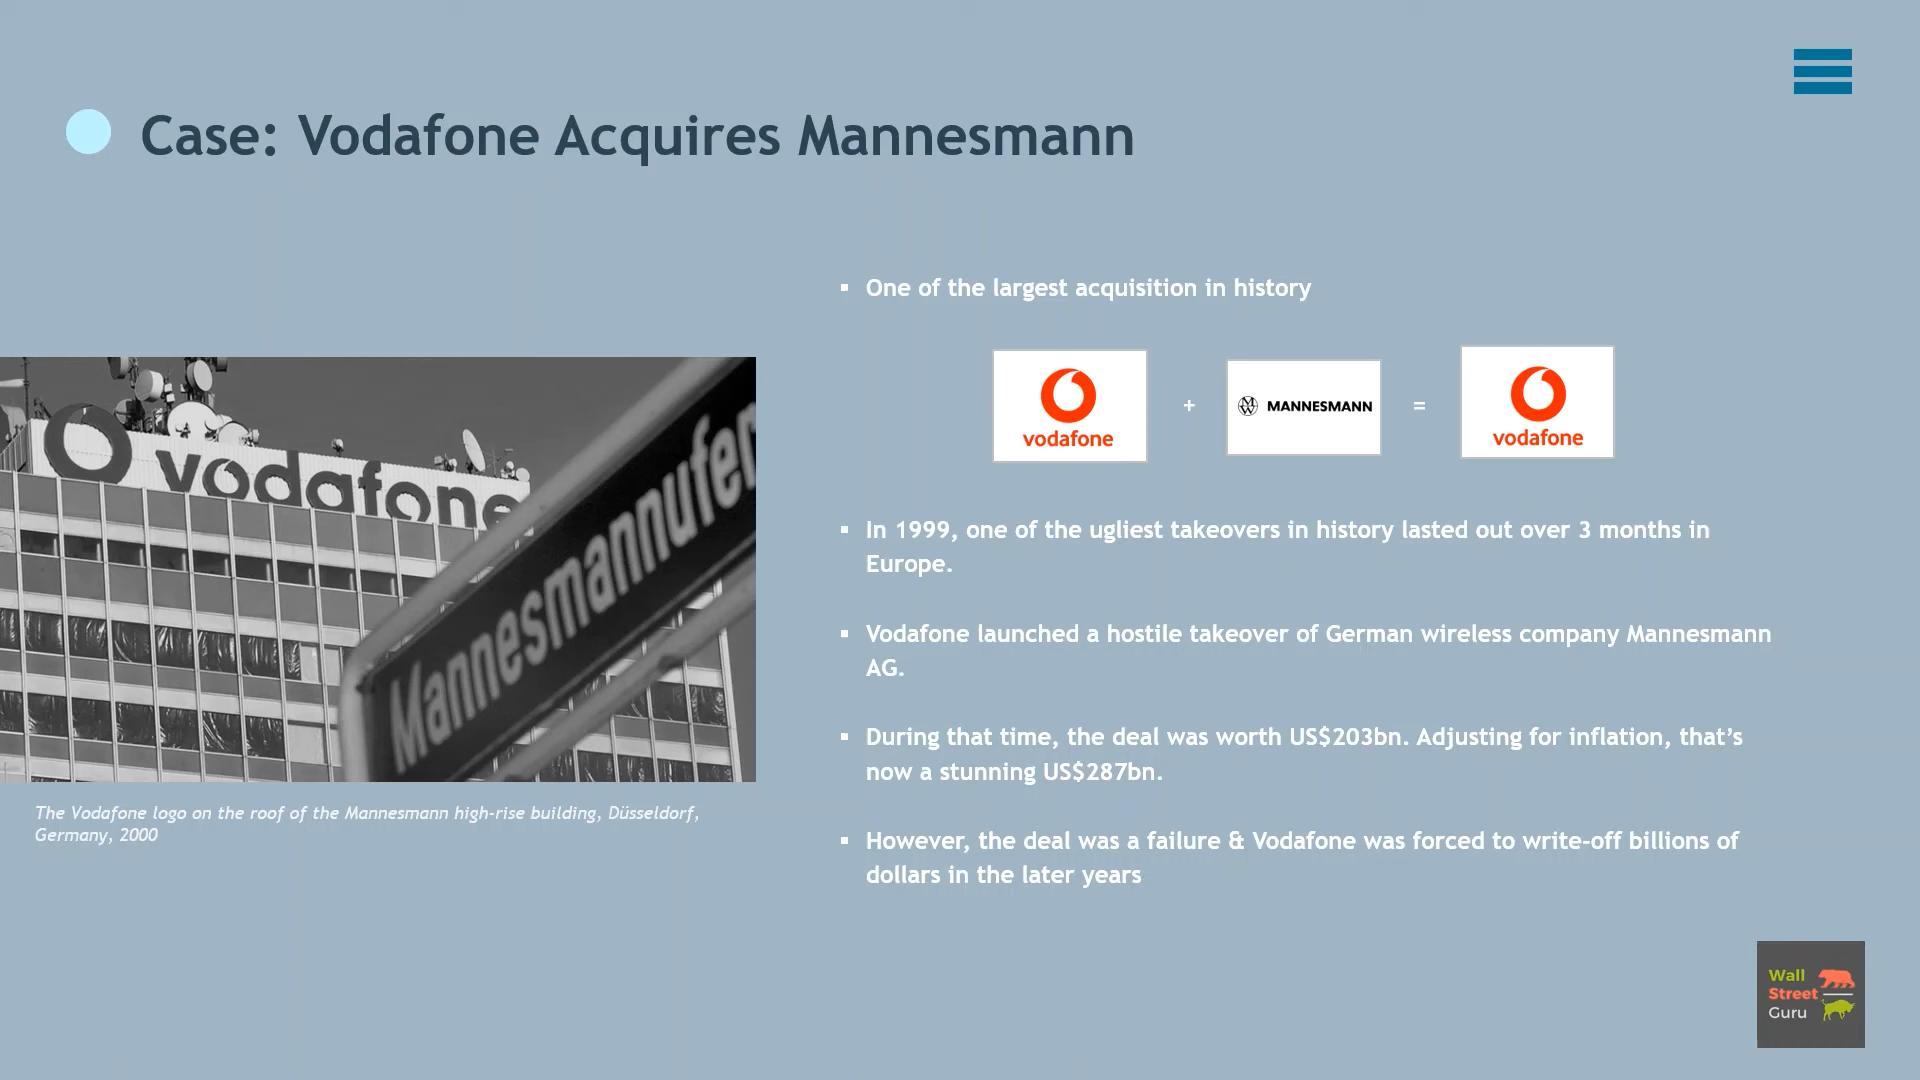 Case: Vodafone Acquires Mannesmann
One of the largest acquisition in history
vodafone
+
MANNESMANN
=
vodafone
In 1999, one of the ugliest takeovers in history lasted out over 3 months in
Europe.
Vodafone launched a hostile takeover of German wireless company Mannesmann
AG.
During that time, the deal was worth US$203bn. Adjusting for inflation, that’s
now a stunning US$287bn.
However, the deal was a failure & Vodafone was forced to write-off billions of
dollars in the later years
vodafone
Mannesmannufer
The Vodafone logo on the roof of the Mannesmann high-rise building, Düsseldorf,
Germany, 2000
Wall
Street
Guru